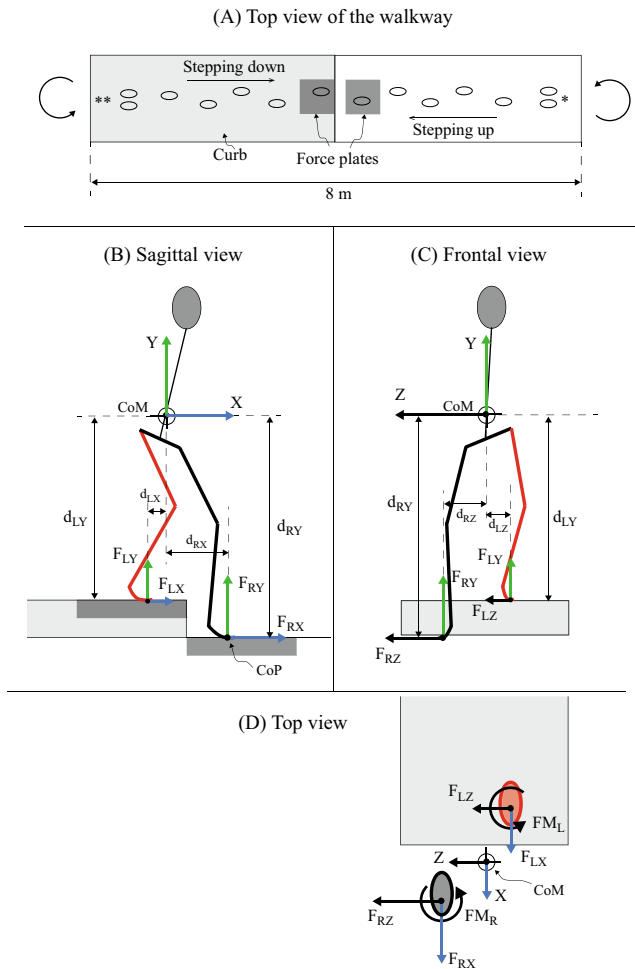 (A) Top view of the walkway
Stepping down
**
*
Curb
Force plates
Stepping up
8 m
(B) Sagittal view
Y
CoM
X
dLX
dLY
dRX
dRY
FLY
FLX
FRY
FRX
CoP
(C) Frontal view
Y
Z
CoM
dRY
dRZ
dLZ
dLY
FLY
FRY
FLZ
FRZ
(D) Top view
FLZ
FML
FLX
Z
CoM
X
FRZ
FMR
FRX